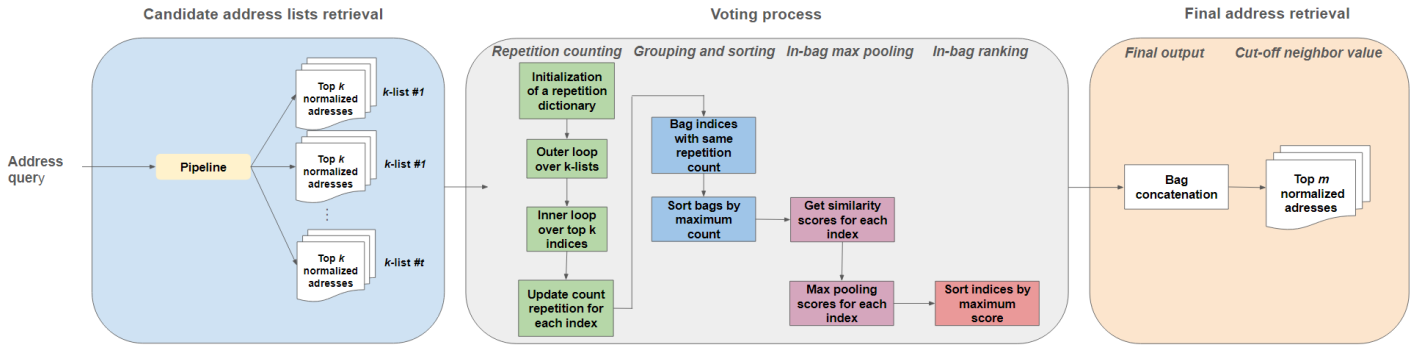 Candidate address lists retrieval
Address
query
Pipeline
Top k
normalized
adresses
k-list #1
Top k
normalized
adresses
k-list #1
⋮
Top k
normalized
adresses
k-list #t
Voting process
Repetition counting
Grouping and sorting
In-bag max pooling
In-bag ranking
Initialization
of a repetition
dictionary
Outer loop
over k-lists
Inner loop
over top k
indices
Update count
repetition for
each index
Bag indices
with same
repetition
count
Sort bags by
maximum
count
Get similarity
scores for each
index
Max pooling
scores for each
index
Sort indices by
maximum
score
Final address retrieval
Final output
Cut-off neighbor value
Bag
concatenation
Top m
normalized
adresses